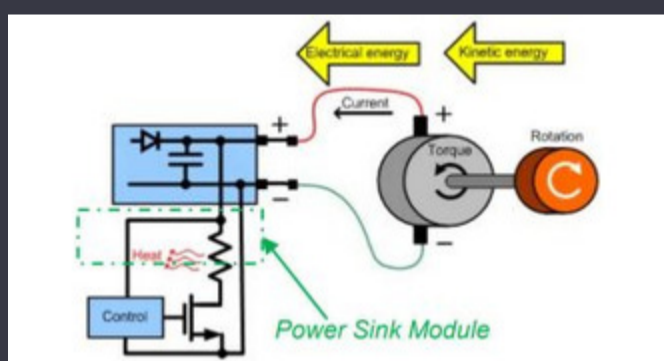 Electrical energy
Kinetic energy
Current
+
+
Rotation
Torque
−
−
Heat
Control
Power Sink Module